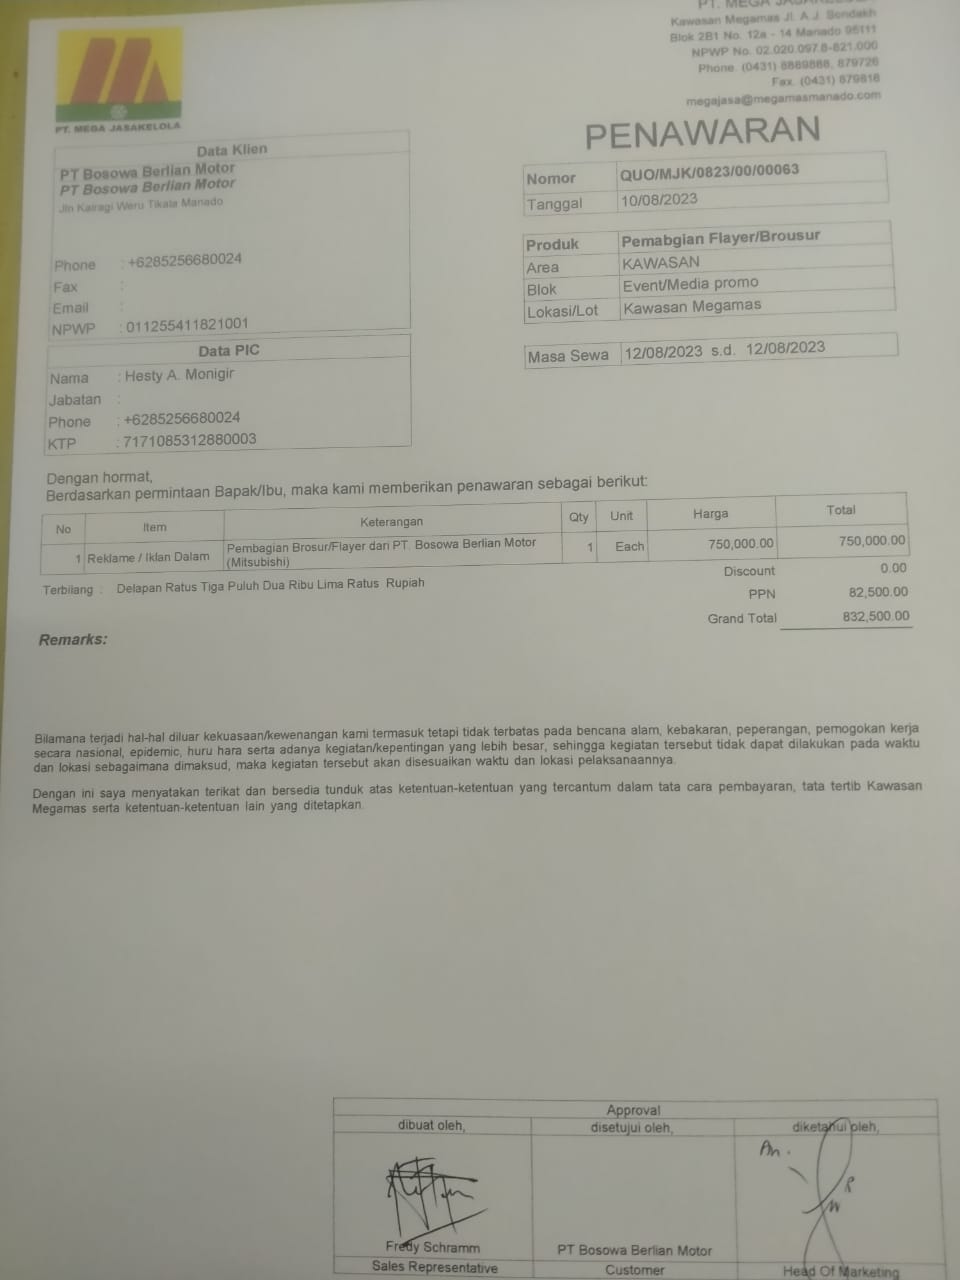 PT. MEGA JASAKELOLA
PT. MEGA JASAKELOLA
Kawasan Megamas Jl. A.J. Sondakh
Blok 2B1 No. 12a - 14 Manado 95111
NPWP No. 02.020.097.8-821.000
Phone. (0431) 8889888, 879726
Fax. (0431) 879816
megajasa@megamasmanado.com
PENAWARAN
Data Klien
PT Bosowa Berlian Motor
PT Bosowa Berlian Motor
Jln Kairagi Weru Tikala Manado
Phone : +6285256680024
Fax :
Email :
NPWP : 011255411821001
Nomor QUO/MJK/0823/00/00063
Tanggal 10/08/2023
Produk Pemabgian Flayer/Brousur
Area KAWASAN
Blok Event/Media promo
Lokasi/Lot Kawasan Megamas
Masa Sewa 12/08/2023 s.d. 12/08/2023
Data PIC
Nama : Hesty A. Monigir
Jabatan :
Phone : +6285256680024
KTP : 7171085312880003
Dengan hormat,
Berdasarkan permintaan Bapak/Ibu, maka kami memberikan penawaran sebagai berikut:
No Item Keterangan Qty Unit Harga Total
1 Reklame / Iklan Dalam Pembagian Brosur/Flayer dari PT. Bosowa Berlian Motor 1 Each 750,000.00 750,000.00
(Mitsubishi)
Discount 0.00
Terbilang : Delapan Ratus Tiga Puluh Dua Ribu Lima Ratus Rupiah
PPN 82,500.00
Grand Total 832,500.00
Remarks:
Bilamana terjadi hal-hal diluar kekuasaan/kewenangan kami termasuk tetapi tidak terbatas pada bencana alam, kebakaran, peperangan, pemogokan kerja
secara nasional, epidemic, huru hara serta adanya kegiatan/kepentingan yang lebih besar, sehingga kegiatan tersebut tidak dapat dilakukan pada waktu
dan lokasi sebagaimana dimaksud, maka kegiatan tersebut akan disesuaikan waktu dan lokasi pelaksanaannya.
Dengan ini saya menyatakan terikat dan bersedia tunduk atas ketentuan-ketentuan yang tercantum dalam tata cara pembayaran, tata tertib Kawasan
Megamas serta ketentuan-ketentuan lain yang ditetapkan.
Approval
dibuat oleh, disetujui oleh, diketahui oleh,
An.
Fredy Schramm PT Bosowa Berlian Motor
Sales Representative Customer Head Of Marketing